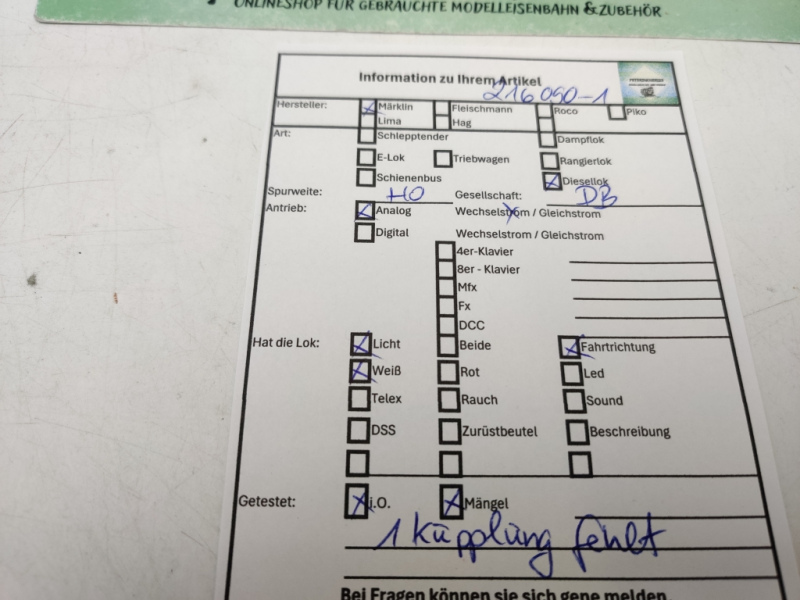 ONLINESHOP FÜR GEBRAUCHTE MODELLEISENBAHN & ZUBEHÖR
Information zu Ihrem Artikel
216 090-1
Hersteller: Märklin Fleischmann Roco Piko
Lima Hag
Art: Schlepptender Dampflok
E-Lok Triebwagen Rangierlok
Schienenbus Diesellok
Spurweite: HO Gesellschaft: DB
Antrieb: Analog Wechselstrom / Gleichstrom
Digital Wechselstrom / Gleichstrom
4er-Klavier
8er - Klavier
Mfx
Fx
DCC
Hat die Lok: Licht Beide Fahrtrichtung
Weiß Rot Led
Telex Rauch Sound
DSS Zurüstbeutel Beschreibung
Getestet: i.O. Mängel
1 Kupplung fehlt
Bei Fragen können sie sich gene melden